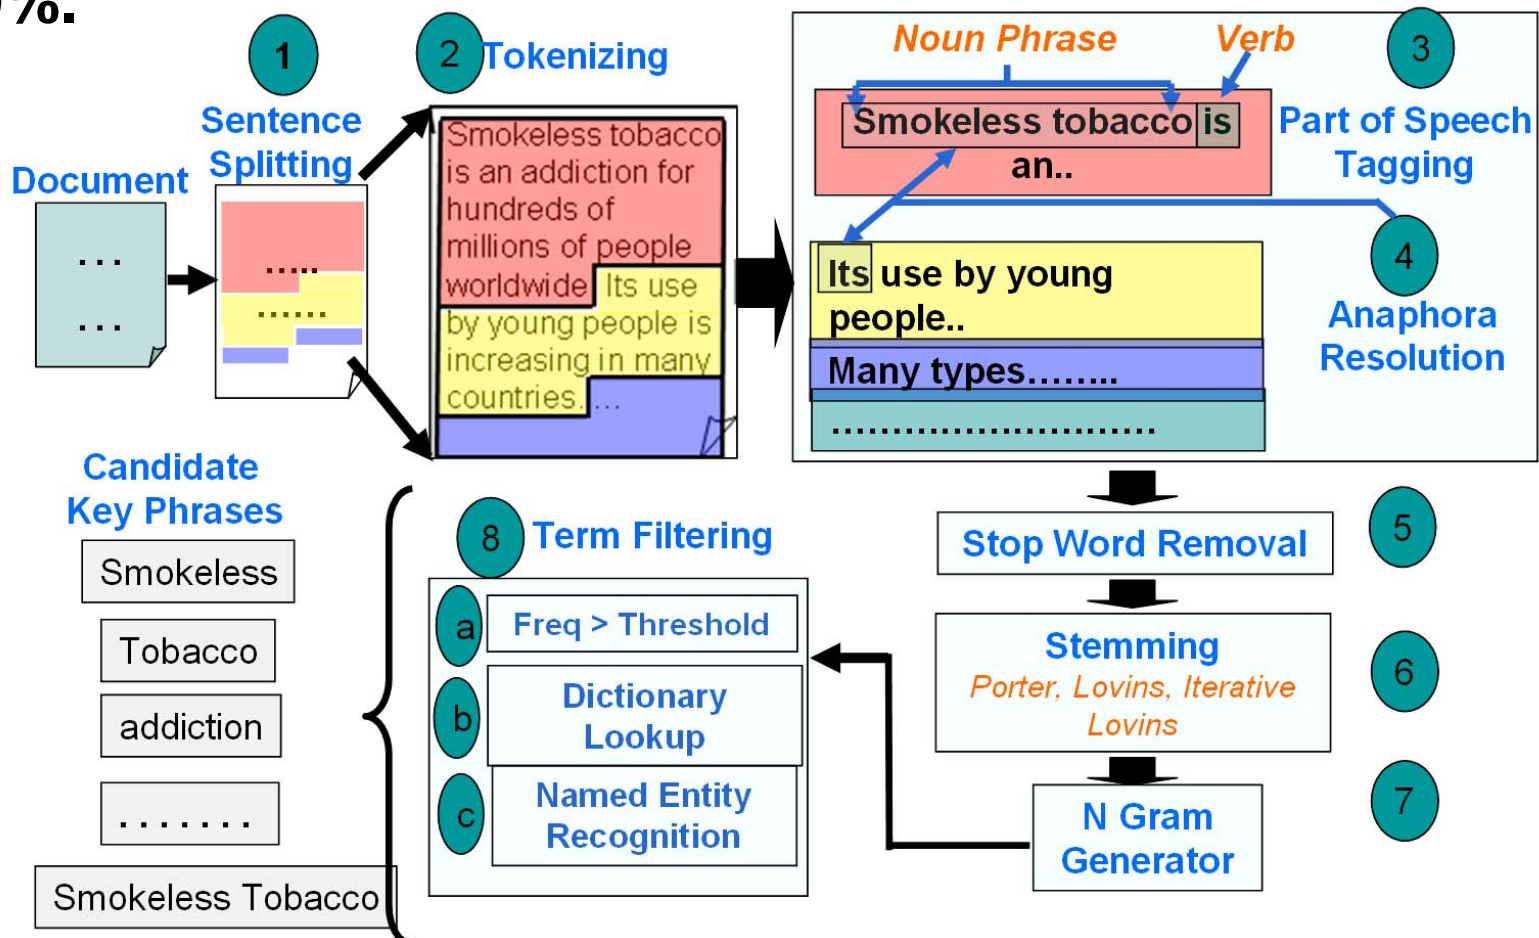 %.
1
2
Tokenizing
Sentence
Splitting
Document
...
...
.....
......
Smokeless tobacco
is an addiction for
hundreds of
millions of people
worldwide Its use
by young people is
increasing in many
countries. ...
Noun Phrase
Verb
3
Smokeless tobacco is
an..
Part of Speech
Tagging
4
Its use by young
people..
Anaphora
Resolution
Many types........
...........................
Candidate
Key Phrases
Smokeless
Tobacco
addiction
.......
Smokeless Tobacco
8
Term Filtering
a
Freq > Threshold
b
Dictionary
Lookup
c
Named Entity
Recognition
5
Stop Word Removal
6
Stemming
Porter, Lovins, Iterative
Lovins
7
N Gram
Generator